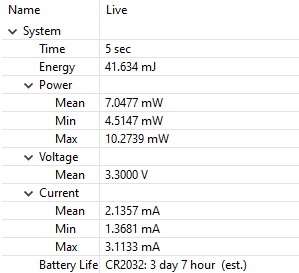 Name Live
System
Time 5 sec
Energy 41.634 mJ
Power
Mean 7.0477 mW
Min 4.5147 mW
Max 10.2739 mW
Voltage
Mean 3.3000 V
Current
Mean 2.1357 mA
Min 1.3681 mA
Max 3.1133 mA
Battery Life CR2032: 3 day 7 hour (est.)